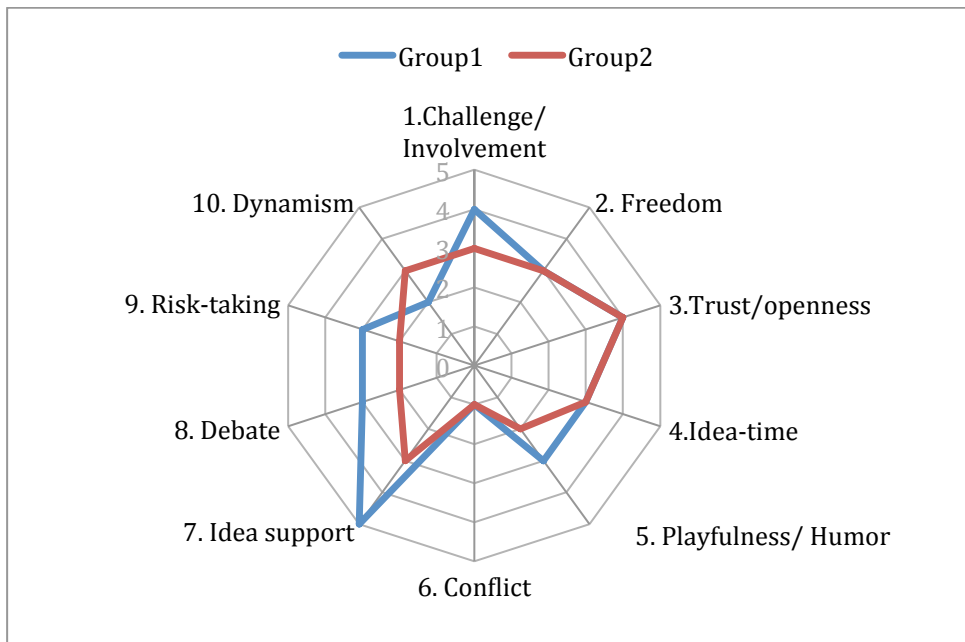 Group1 Group2
1.Challenge/
Involvement
5
10. Dynamism
4
2. Freedom
3
9. Risk-taking
3.Trust/openness
2
1
0
8. Debate
4.Idea-time
7. Idea support
5. Playfulness/ Humor
6. Conflict